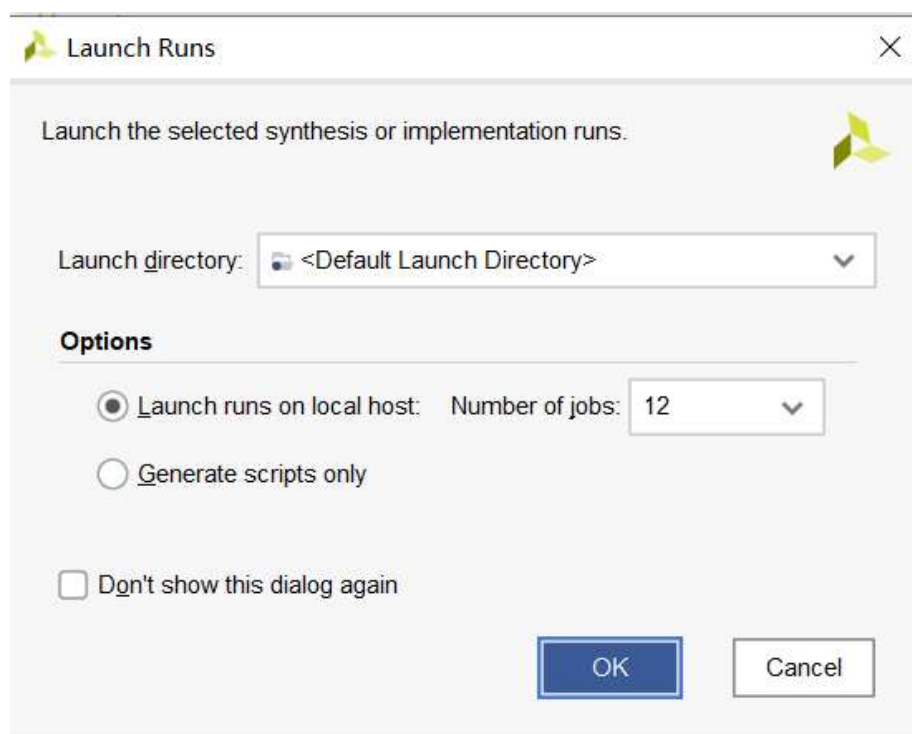 Launch Runs
Launch the selected synthesis or implementation runs.
Launch directory: <Default Launch Directory>
Options
Launch runs on local host: Number of jobs: 12
Generate scripts only
Don't show this dialog again
OK Cancel